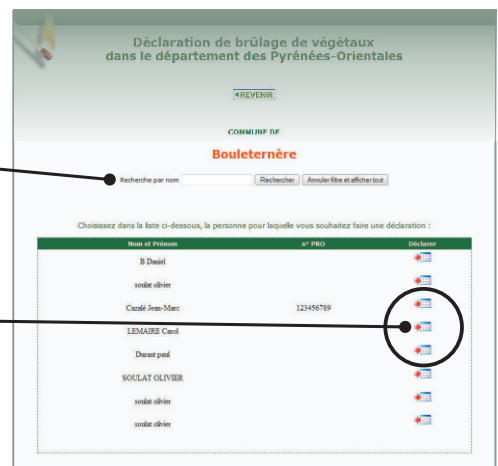 Déclaration de brûlage de végétaux
dans le département des Pyrénées-Orientales
REVENIR
COMMUNE DE
Bouleternère
Recherche par nom Rechercher Annuler filtre et afficher tout
Choisissez dans la liste ci-dessous, la personne pour laquelle vous souhaitez faire une déclaration :
Nom et Prénom n° PRO Déclarer
B Daniel
soulat olivier
Cazalé Jean-Marc 123456789
LEMAIRE Carol
Durant paul
SOULAT OLIVIER
soulat olivier
soulat olivier